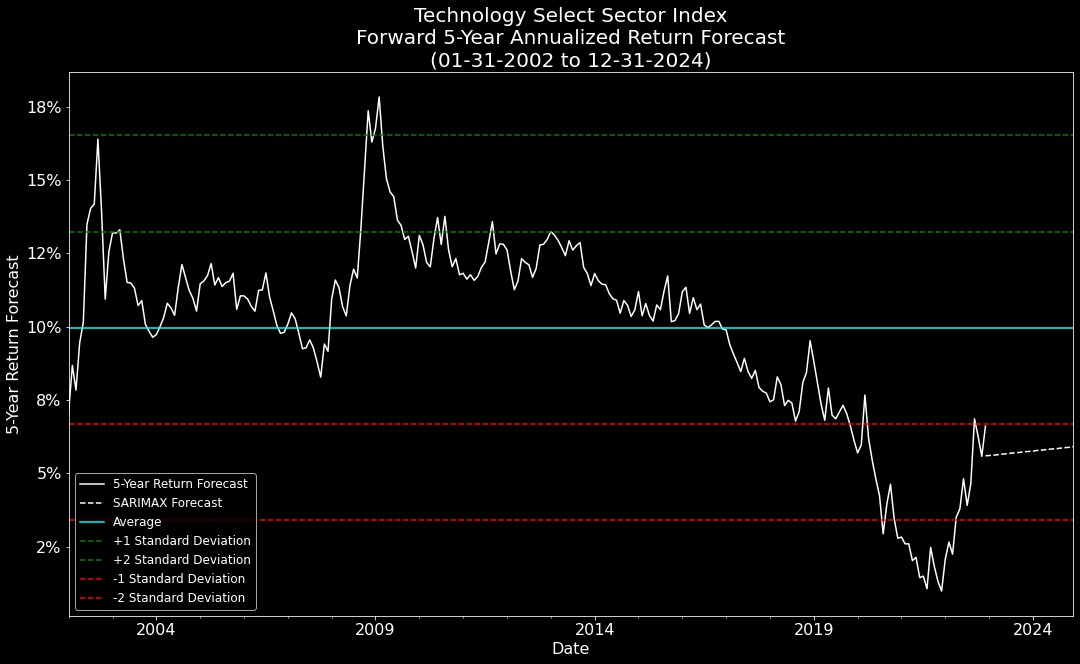 Technology Select Sector Index
Forward 5-Year Annualized Return Forecast
(01-31-2002 to 12-31-2024)
5-Year Return Forecast
18%
15%
12%
10%
8%
5%
2%
5-Year Return Forecast
SARIMAX Forecast
Average
+1 Standard Deviation
+2 Standard Deviation
-1 Standard Deviation
-2 Standard Deviation
2004 2009 2014 2019 2024
Date